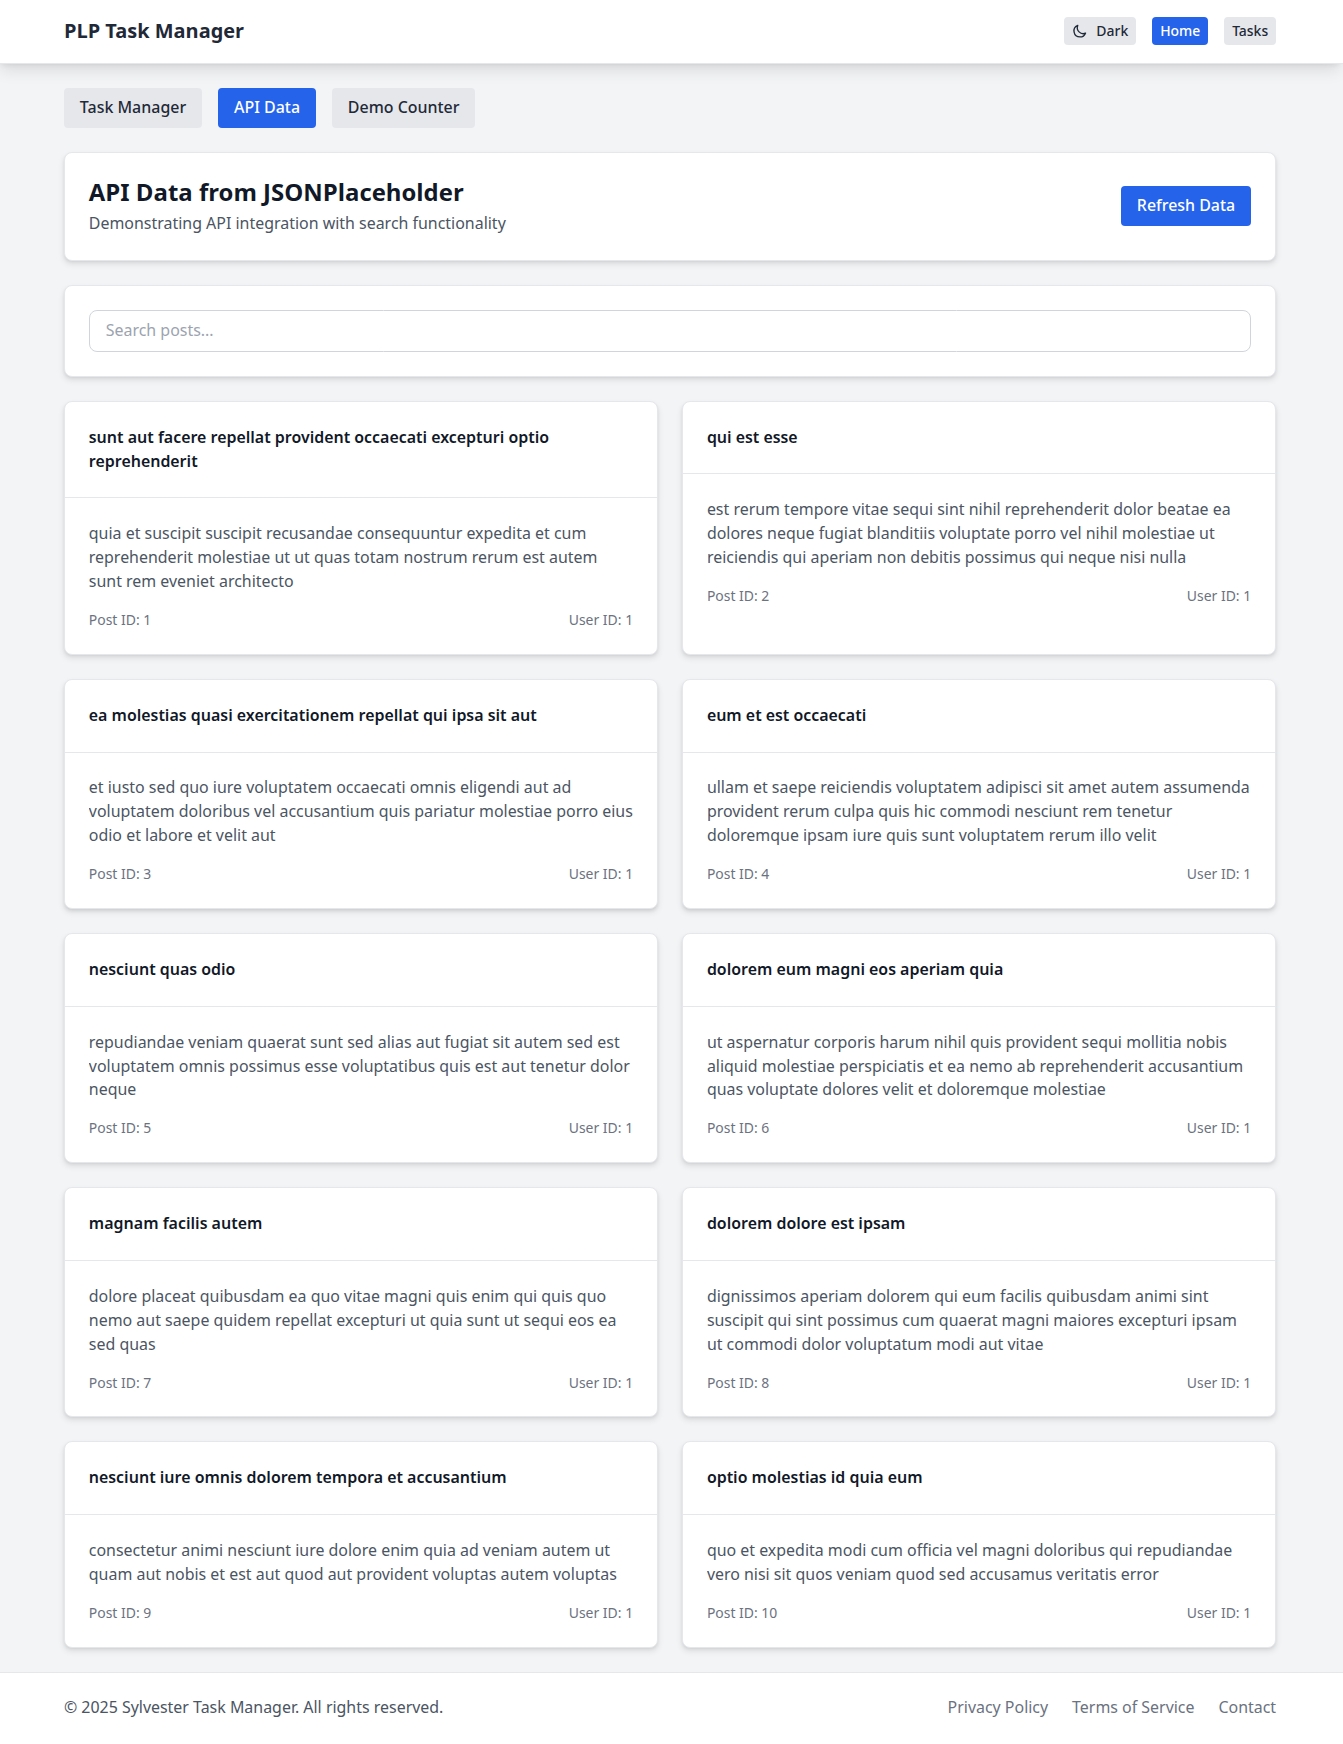 PLP Task Manager
Dark
Home
Tasks
Task Manager
API Data
Demo Counter
API Data from JSONPlaceholder
Demonstrating API integration with search functionality
Refresh Data
Search posts...
sunt aut facere repellat provident occaecati excepturi optio
reprehenderit
quia et suscipit suscipit recusandae consequuntur expedita et cum
reprehenderit molestiae ut ut quas totam nostrum rerum est autem
sunt rem eveniet architecto
Post ID: 1
User ID: 1
qui est esse
est rerum tempore vitae sequi sint nihil reprehenderit dolor beatae ea
dolores neque fugiat blanditiis voluptate porro vel nihil molestiae ut
reiciendis qui aperiam non debitis possimus qui neque nisi nulla
Post ID: 2
User ID: 1
ea molestias quasi exercitationem repellat qui ipsa sit aut
et iusto sed quo iure voluptatem occaecati omnis eligendi aut ad
voluptatem doloribus vel accusantium quis pariatur molestiae porro eius
odio et labore et velit aut
Post ID: 3
User ID: 1
eum et est occaecati
ullam et saepe reiciendis voluptatem adipisci sit amet autem assumenda
provident rerum culpa quis hic commodi nesciunt rem tenetur
doloremque ipsam iure quis sunt voluptatem rerum illo velit
Post ID: 4
User ID: 1
nesciunt quas odio
repudiandae veniam quaerat sunt sed alias aut fugiat sit autem sed est
voluptatem omnis possimus esse voluptatibus quis est aut tenetur dolor
neque
Post ID: 5
User ID: 1
dolorem eum magni eos aperiam quia
ut aspernatur corporis harum nihil quis provident sequi mollitia nobis
aliquid molestiae perspiciatis et ea nemo ab reprehenderit accusantium
quas voluptate dolores velit et doloremque molestiae
Post ID: 6
User ID: 1
magnam facilis autem
dolore placeat quibusdam ea quo vitae magni quis enim qui quis quo
nemo aut saepe quidem repellat excepturi ut quia sunt ut sequi eos ea
sed quas
Post ID: 7
User ID: 1
dolorem dolore est ipsam
dignissimos aperiam dolorem qui eum facilis quibusdam animi sint
suscipit qui sint possimus cum quaerat magni maiores excepturi ipsam
ut commodi dolor voluptatum modi aut vitae
Post ID: 8
User ID: 1
nesciunt iure omnis dolorem tempora et accusantium
consectetur animi nesciunt iure dolore enim quia ad veniam autem ut
quam aut nobis et est aut quod aut provident voluptas autem voluptas
Post ID: 9
User ID: 1
optio molestias id quia eum
quo et expedita modi cum officia vel magni doloribus qui repudiandae
vero nisi sit quos veniam quod sed accusamus veritatis error
Post ID: 10
User ID: 1
© 2025 Sylvester Task Manager. All rights reserved.
Privacy Policy
Terms of Service
Contact